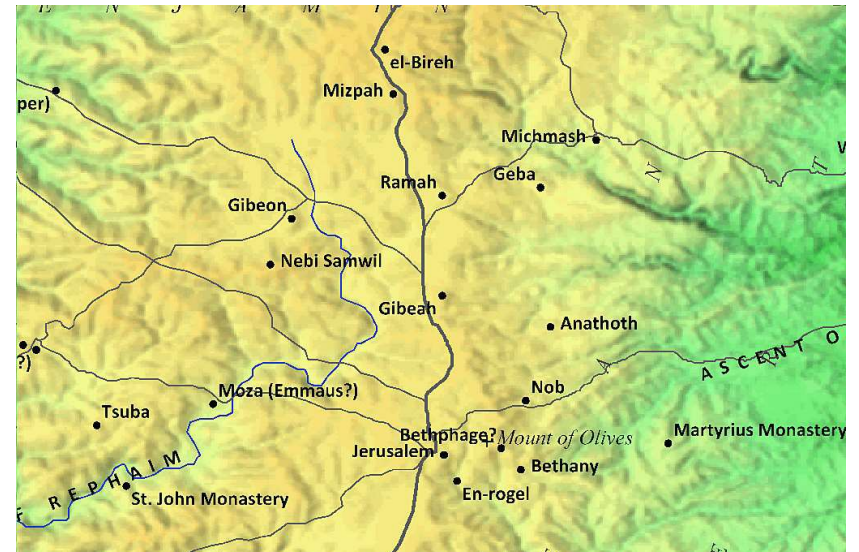 E N J A M I N
el-Bireh
Mizpah
per)
Michmash
W
Ramah
Geba
N
T
Gibeon
Nebi Samwil
Gibeah
Anathoth
?)
A
ASCENT O
Nob
Moza (Emmaus?)
Tsuba
Bethphage?
Mount of Olives
Martyrius Monastery
Jerusalem
Bethany
F REPHAIM
St. John Monastery
En-rogel